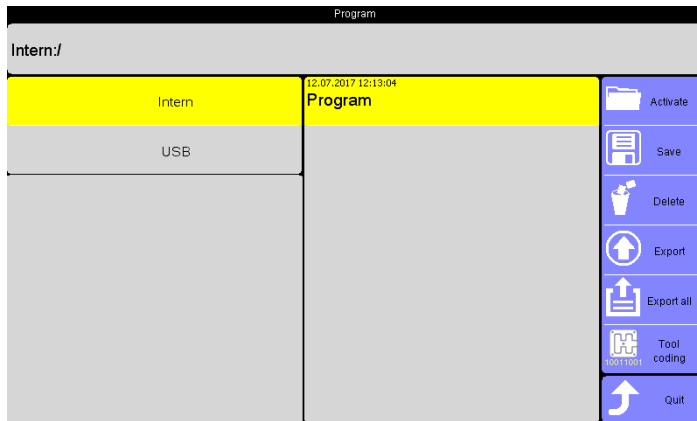 Program
Intern:/
Intern
USB
12.07.2017 12:13:04
Program
Activate
Save
Delete
Export
Export all
10011001
Tool
coding
Quit